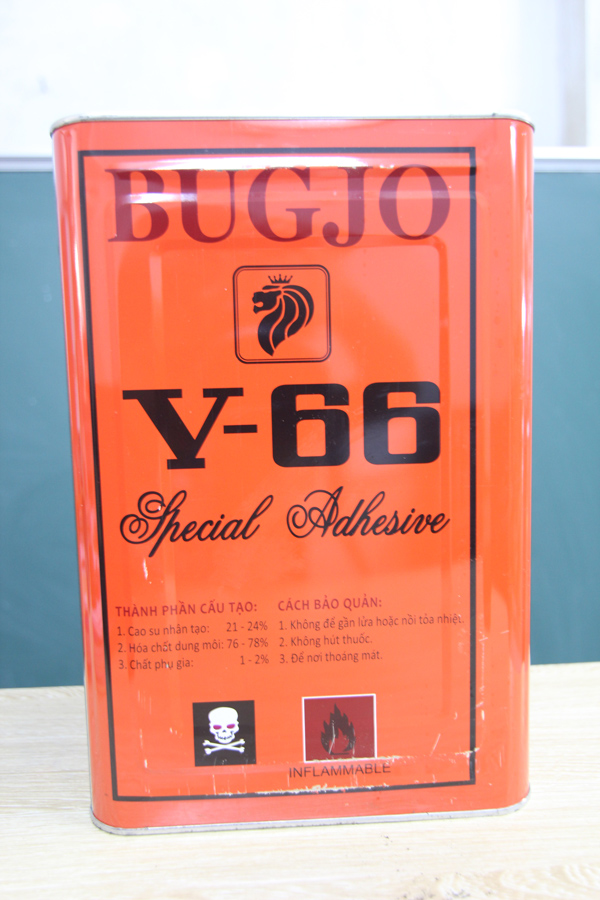 BUGJO
V-66
Special Adhesive
THÀNH PHẦN CẤU TẠO:
1. Cao su nhân tạo: 21 - 24%
2. Hóa chất dung môi: 76 - 78%
3. Chất phụ gia: 1 - 2%
CÁCH BẢO QUẢN:
1. Không để gần lửa hoặc nơi tỏa nhiệt.
2. Không hút thuốc.
3. Để nơi thoáng mát.
INFLAMMABLE